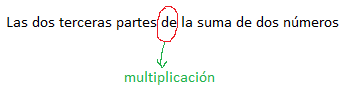 Las dos terceras partes de la suma de dos números
multiplicación